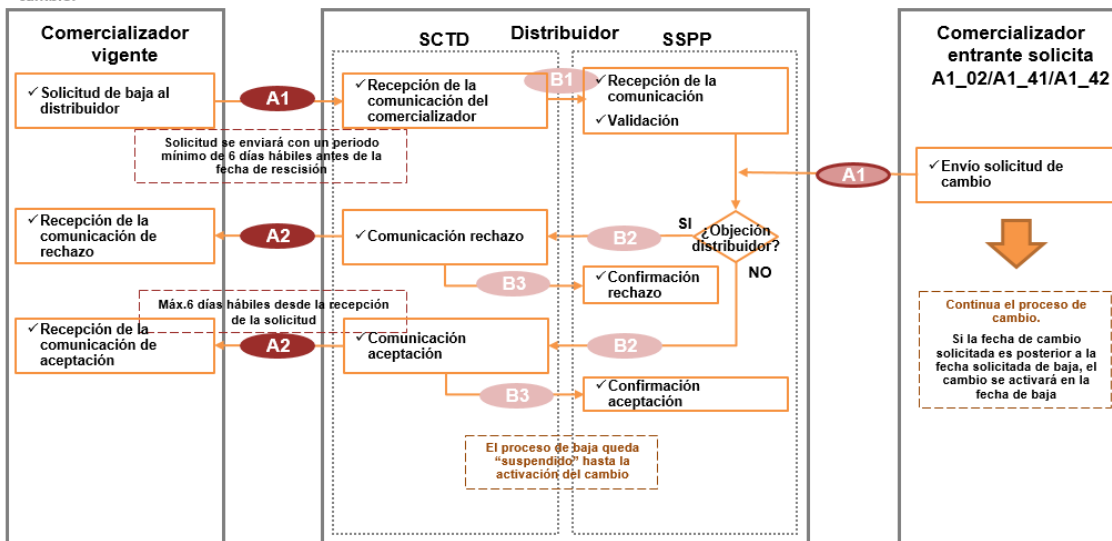 cambio.
Comercializador
vigente
Solicitud de baja al
distribuidor
A1
Solicitud se enviará con un periodo
mínimo de 6 días hábiles antes de la
fecha de rescisión
Recepción de la
comunicación de
rechazo
A2
Máx.6 días hábiles desde la recepción
de la solicitud
Recepción de la
comunicación de
aceptación
A2
Distribuidor
SCTD
SSPP
Recepción de la
comunicación del
comercializador
B1
Recepción de la
comunicación
Validación
¿Objeción
distribuidor?
SI
NO
B2
Comunicación rechazo
B3
Confirmación
rechazo
B2
Comunicación
aceptación
B3
Confirmación
aceptación
El proceso de baja queda
“suspendido” hasta la
activación del cambio
Comercializador
entrante solicita
A1_02/A1_41/A1_42
A1
Envío solicitud de
cambio
Continua el proceso de
cambio.
Si la fecha de cambio
solicitada es posterior a la
fecha solicitada de baja, el
cambio se activará en la
fecha de baja